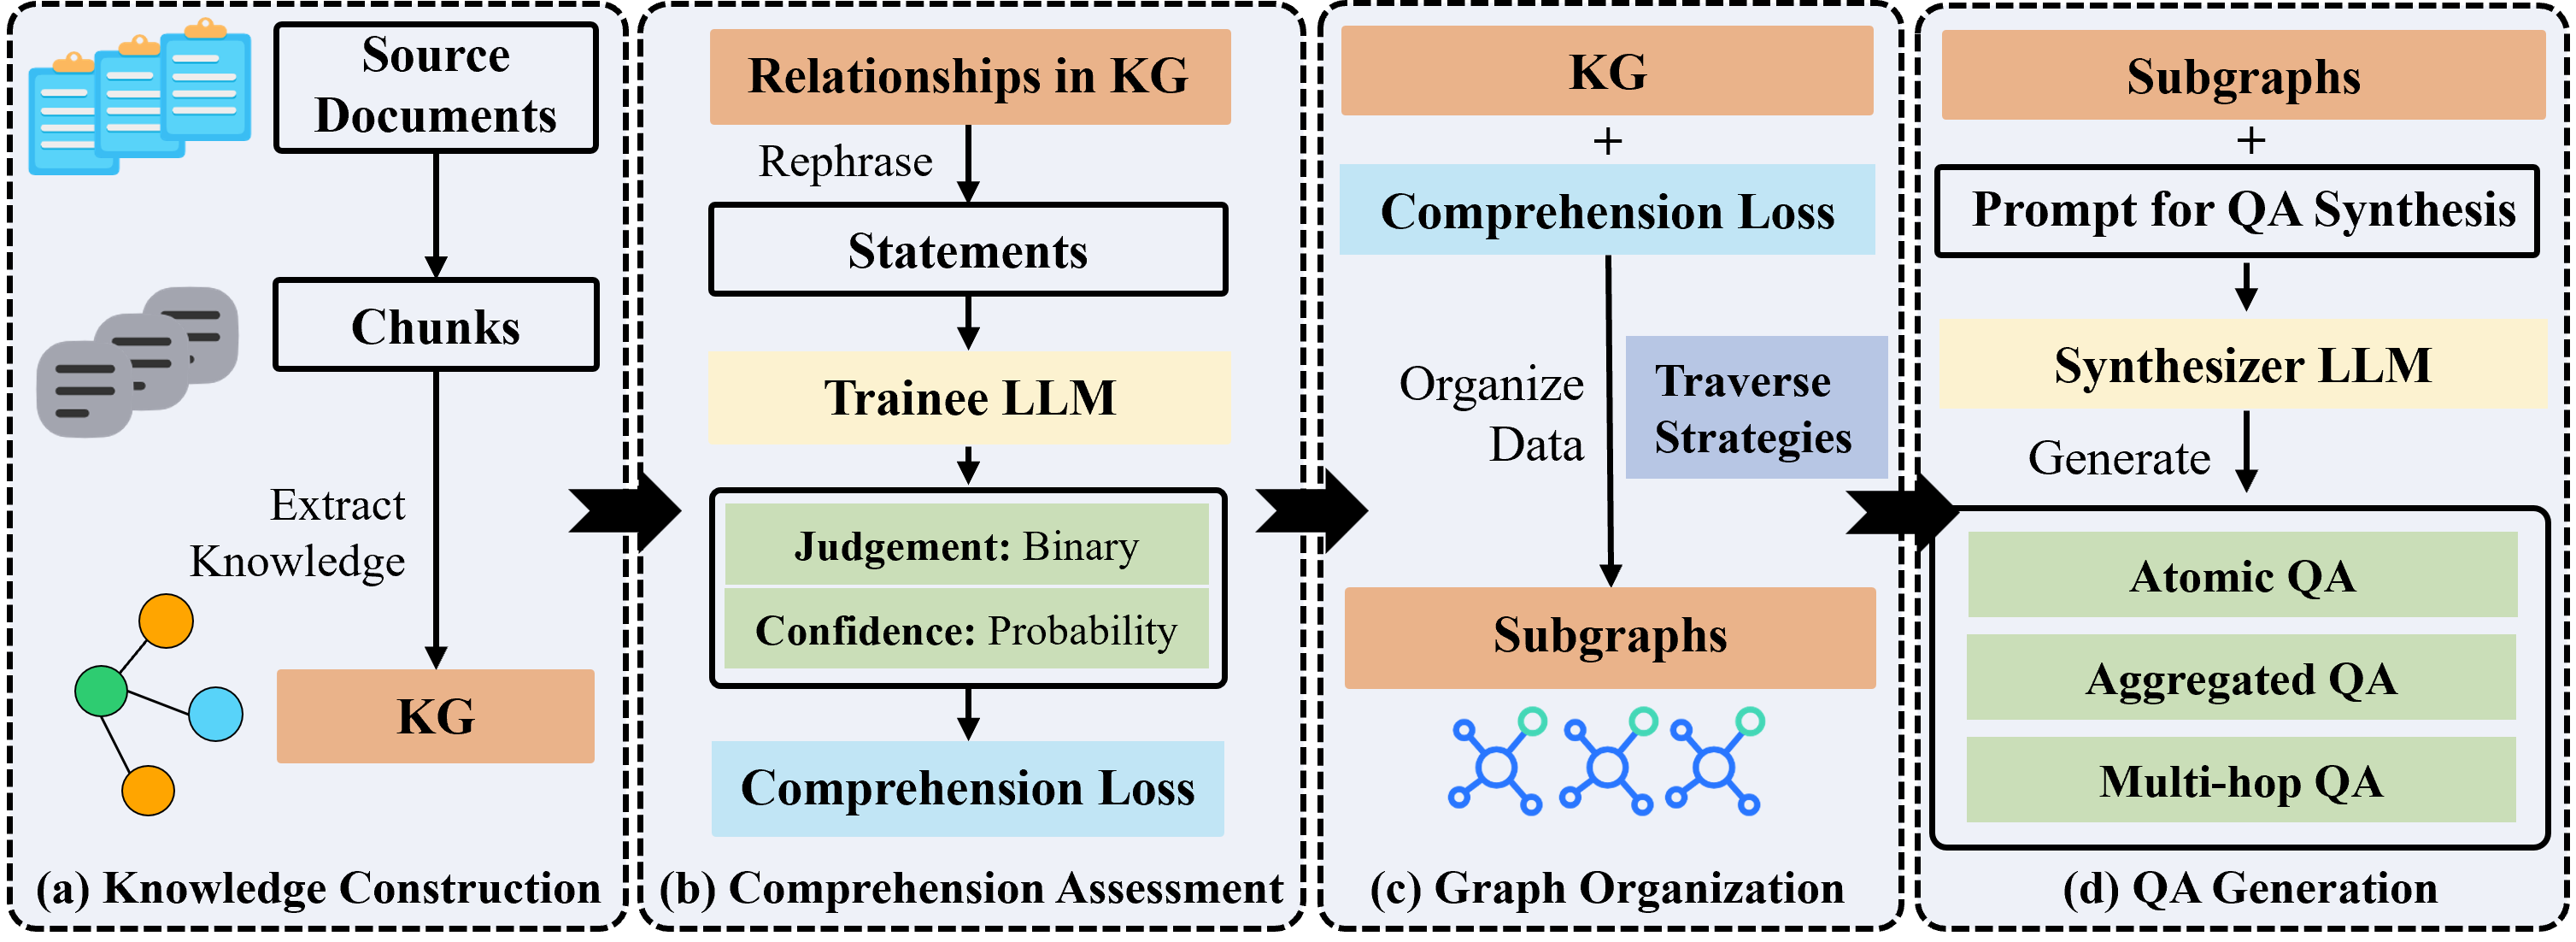 Source
Documents
Chunks
Extract
Knowledge
KG
(a) Knowledge Construction
Relationships in KG
Rephrase
Statements
Trainee LLM
Judgement: Binary
Confidence: Probability
Comprehension Loss
(b) Comprehension Assessment
KG
+
Comprehension Loss
Organize
Data
Traverse
Strategies
Subgraphs
(c) Graph Organization
Subgraphs
+
Prompt for QA Synthesis
Synthesizer LLM
Generate
Atomic QA
Aggregated QA
Multi-hop QA
(d) QA Generation